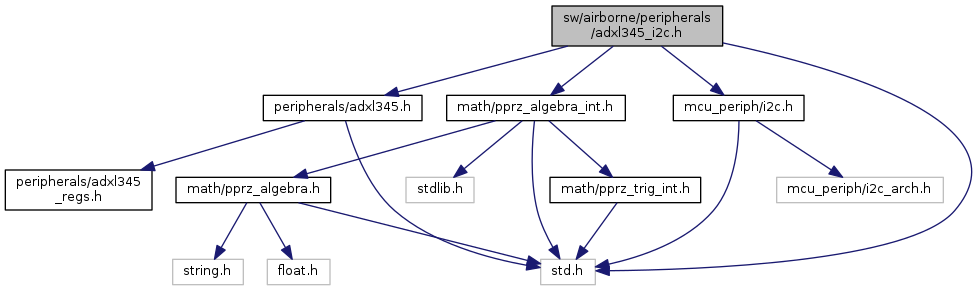 sw/airborne/peripherals
/adxl345_i2c.h
peripherals/adxl345.h
math/pprz_algebra_int.h
mcu_periph/i2c.h
peripherals/adxl345
_regs.h
math/pprz_algebra.h
stdlib.h
math/pprz_trig_int.h
mcu_periph/i2c_arch.h
string.h
float.h
std.h